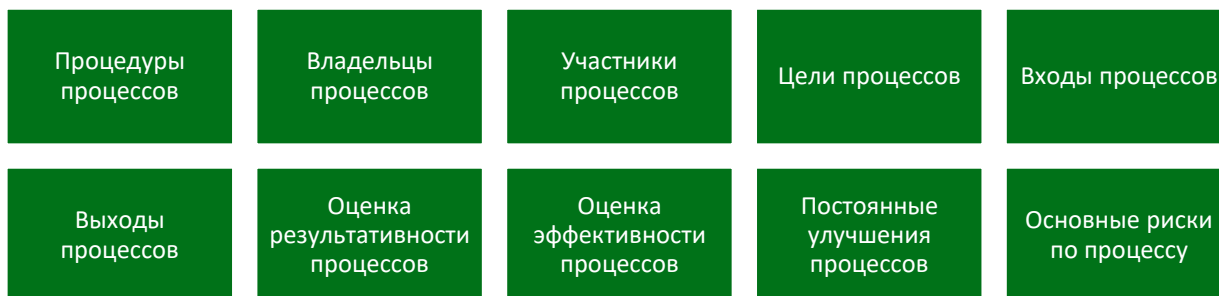 Процедуры
процессов
Владельцы
процессов
Участники
процессов
Цели процессов
Входы процессов
Выходы
процессов
Оценка
результативности
процессов
Оценка
эффективности
процессов
Постоянные
улучшения
процессов
Основные риски
по процессу